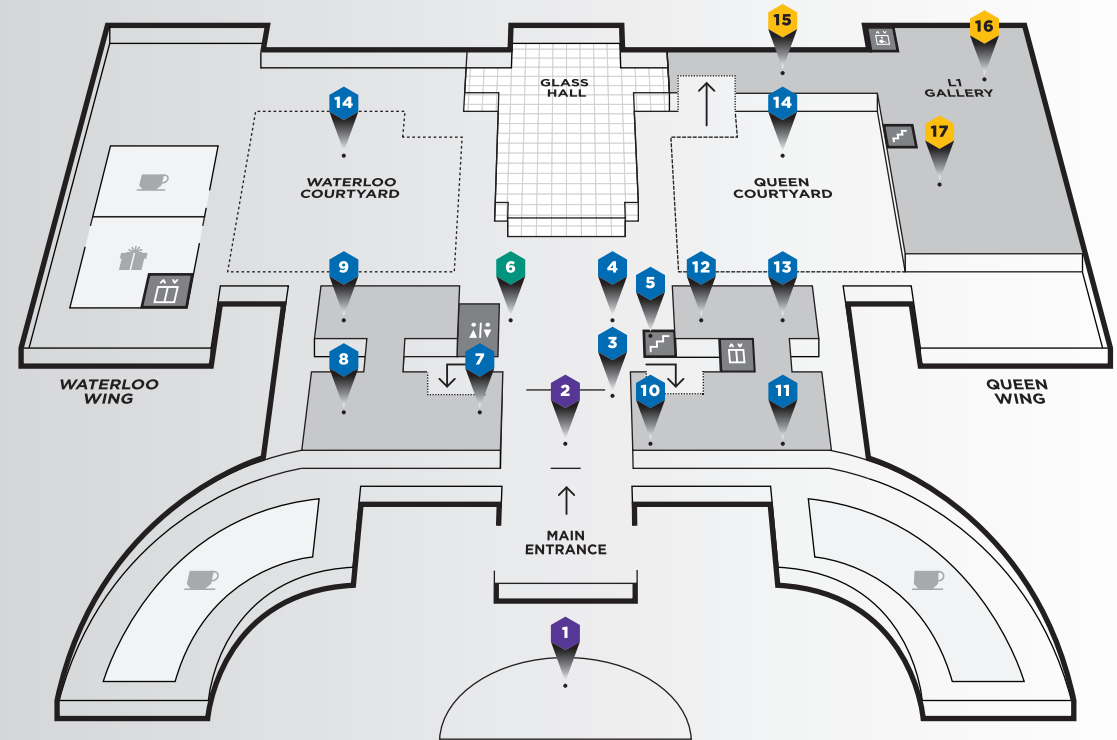 15
16
GLASS
HALL
L1
GALLERY
14
14
17
WATERLOO
COURTYARD
QUEEN
COURTYARD
9
6
4
5
12
13
8
7
3
2
10
11
WATERLOO
WING
QUEEN
WING
MAIN
ENTRANCE
1